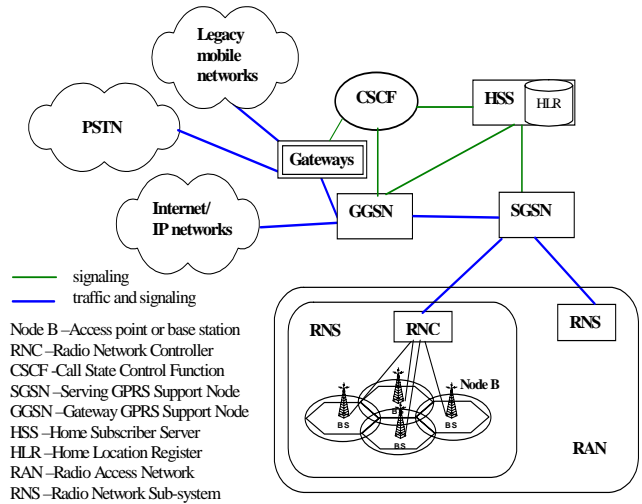 Legacy
mobile
networks
PSTN
CSCF
HSS
HLR
Gateways
Internet/
IP networks
GGSN
SGSN
signaling
traffic and signaling
Node B –Access point or base station
RNC –Radio Network Controller
CSCF -Call State Control Function
SGSN –Serving GPRS Support Node
GGSN –Gateway GPRS Support Node
HSS –Home Subscriber Server
HLR –Home Location Register
RAN –Radio Access Network
RNS –Radio Network Sub-system
RNS
RNC
RNS
Node B
BS
BS
BS
BS
RAN